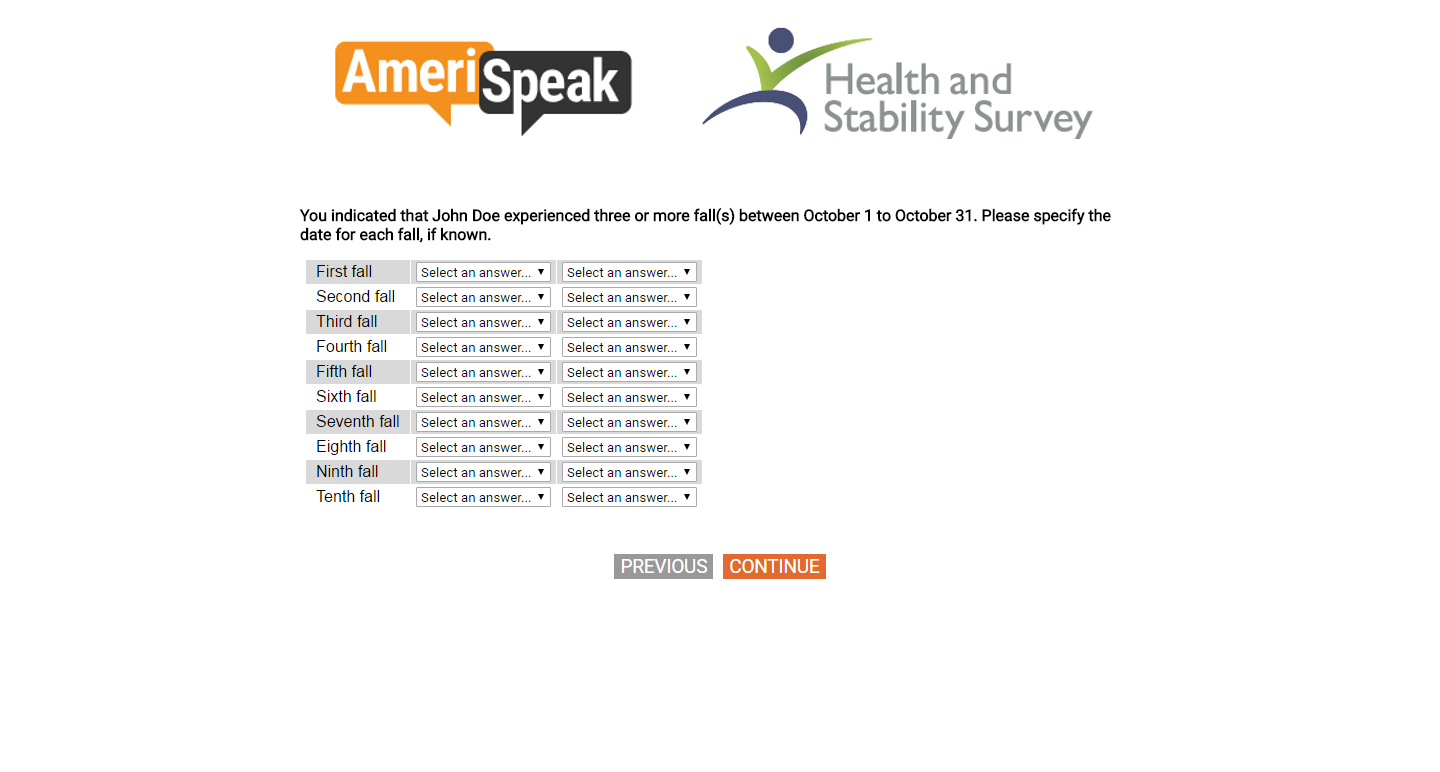 AmeriSpeak
Health and
Stability Survey
You indicated that John Doe experienced three or more fall(s) between October 1 to October 31. Please specify the
date for each fall, if known.
First fall Select an answer... Select an answer...
Second fall Select an answer... Select an answer...
Third fall Select an answer... Select an answer...
Fourth fall Select an answer... Select an answer...
Fifth fall Select an answer... Select an answer...
Sixth fall Select an answer... Select an answer...
Seventh fall Select an answer... Select an answer...
Eighth fall Select an answer... Select an answer...
Ninth fall Select an answer... Select an answer...
Tenth fall Select an answer... Select an answer...
PREVIOUS CONTINUE